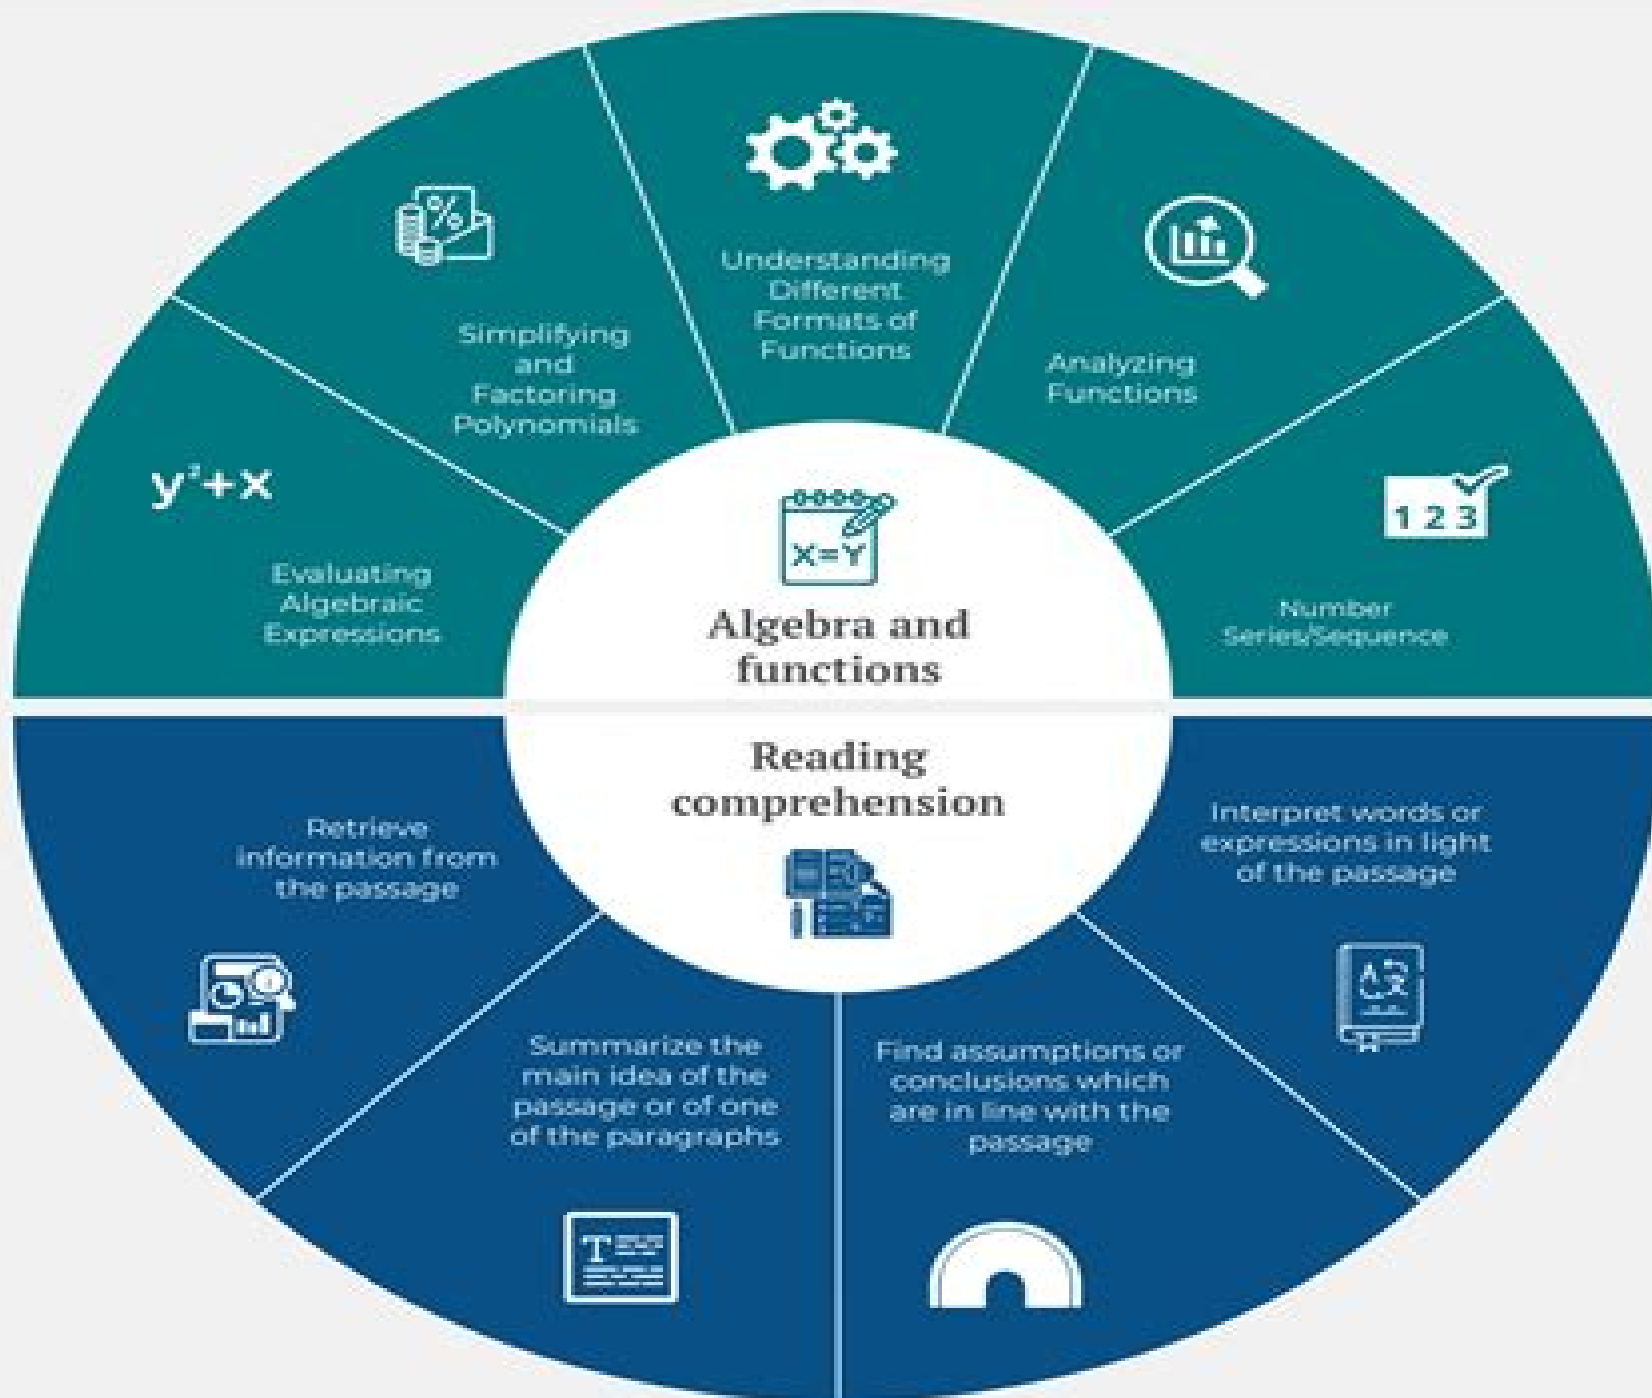 Understanding
Different
Formats of
Functions
%
Simplifying
and
Factoring
Polynomials
Analyzing
Functions
y²+x
Evaluating
Algebraic
Expressions
1 2 3
Number
Series/Sequence
X=Y
Algebra and
functions
Reading
comprehension
Retrieve
information from
the passage
Interpret words or
expressions in light
of the passage
Summarize the
main idea of the
passage or of one
of the paragraphs
T
Find assumptions or
conclusions which
are in line with the
passage